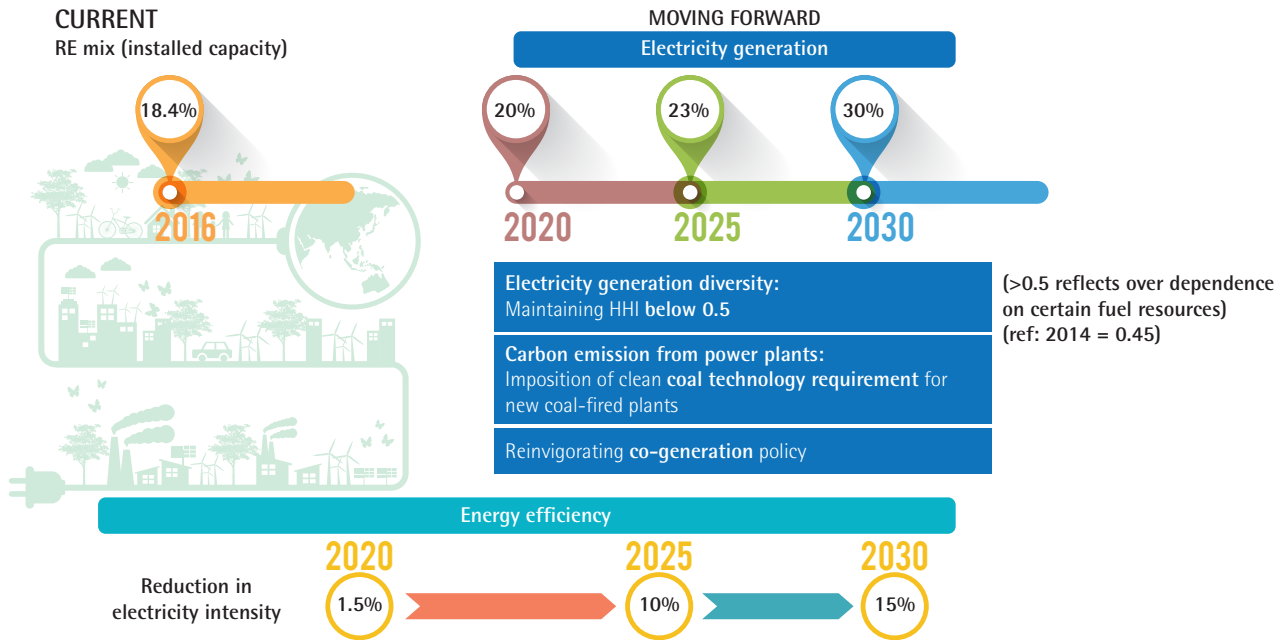 CURRENT
RE mix (installed capacity)
18.4%
2016
MOVING FORWARD
Electricity generation
20%
23%
30%
2020
2025
2030
Electricity generation diversity:
Maintaining HHI below 0.5
(>0.5 reflects over dependence
on certain fuel resources)
(ref: 2014 = 0.45)
Carbon emission from power plants:
Imposition of clean coal technology requirement for
new coal-fired plants
Reinvigorating co-generation policy
Energy efficiency
2020
2025
2030
Reduction in
electricity intensity
1.5%
10%
15%